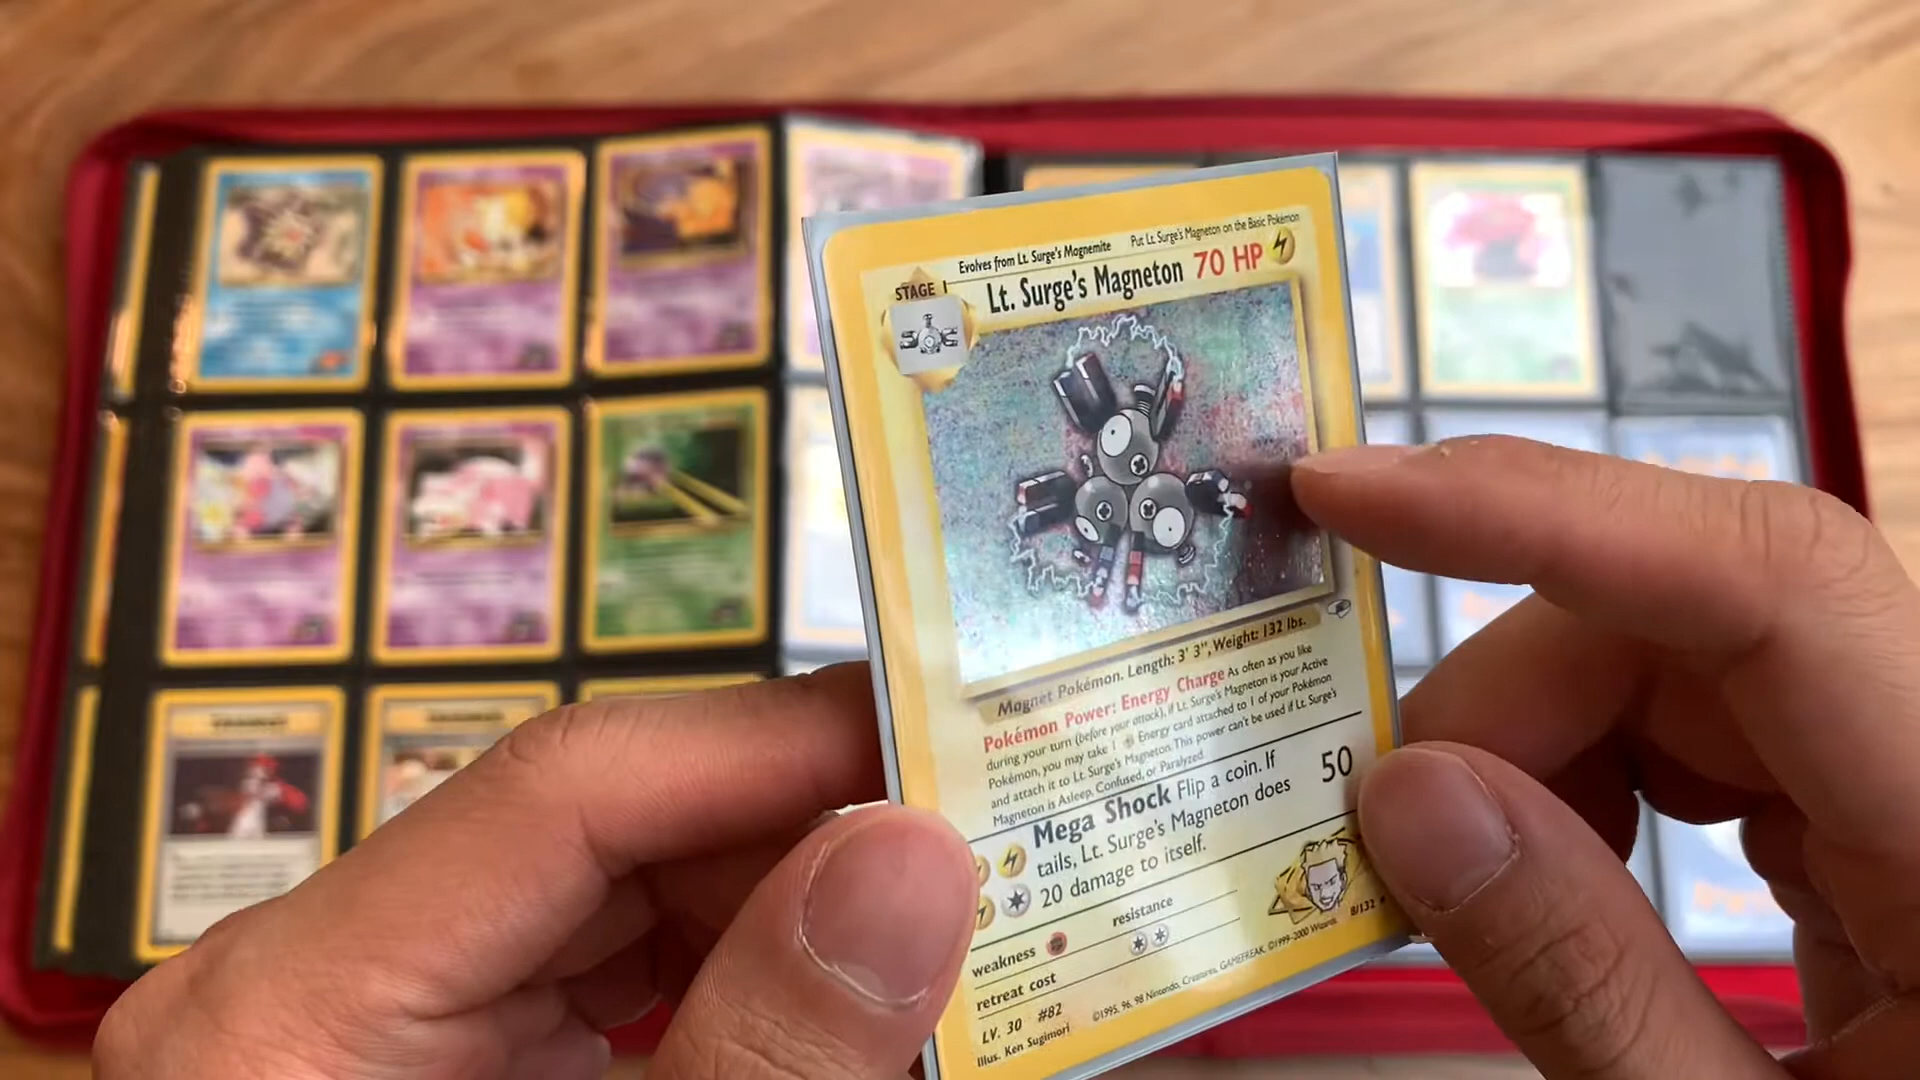 Evolves from Lt. Surge's Magnemite Put Lt. Surge's Magneton on the Basic Pokémon
STAGE 1
Lt. Surge's Magneton 70 HP
Magnet Pokémon. Length: 3' 3", Weight: 132 lbs.
Pokémon Power: Energy Charge As often as you like
during your turn (before your attack), if Lt. Surge's Magneton is your Active
Pokémon, you may take 1 Energy card attached to 1 of your Pokémon
and attach it to Lt. Surge's Magneton. This power can't be used if Lt. Surge's
Magneton is Asleep, Confused, or Paralyzed.
Mega Shock Flip a coin. If
tails, Lt. Surge's Magneton does
20 damage to itself.
50
weakness
resistance
retreat cost
LV. 30 #82
8/132 ★
Illus. Ken Sugimori
©1995, 96, 98 Nintendo, Creatures, GAMEFREAK. ©1999-2000 Wizards.